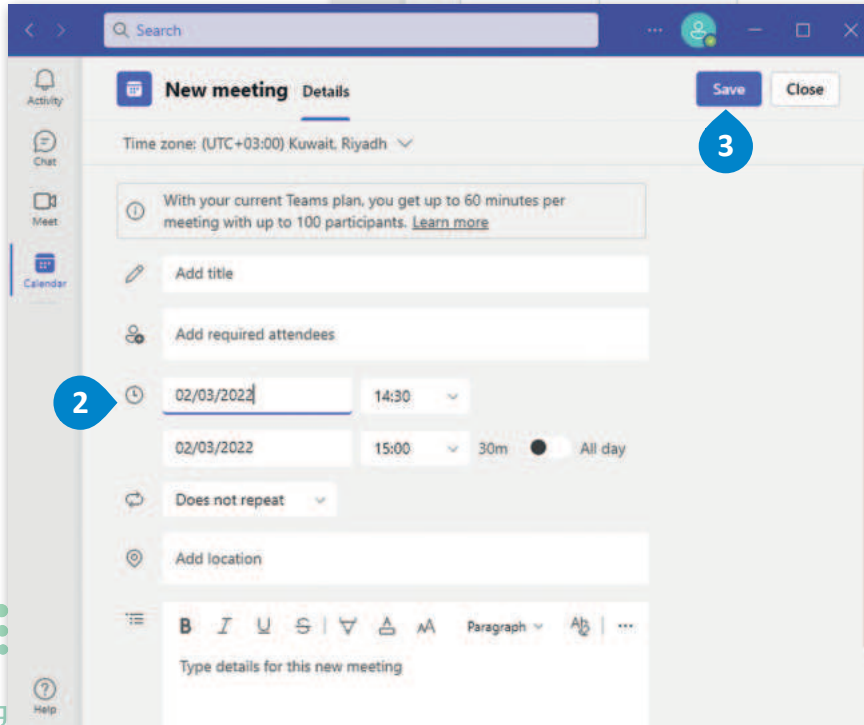 Search
Activity
Chat
Meet
Calendar
Help
New meeting Details
Save Close
3
Time zone: (UTC+03:00) Kuwait, Riyadh
With your current Teams plan, you get up to 60 minutes per
meeting with up to 100 participants. Learn more
Add title
Add required attendees
2
02/03/2022 14:30
02/03/2022 15:00 30m All day
Does not repeat
Add location
B I U S A AA Paragraph Ab ...
Type details for this new meeting
g